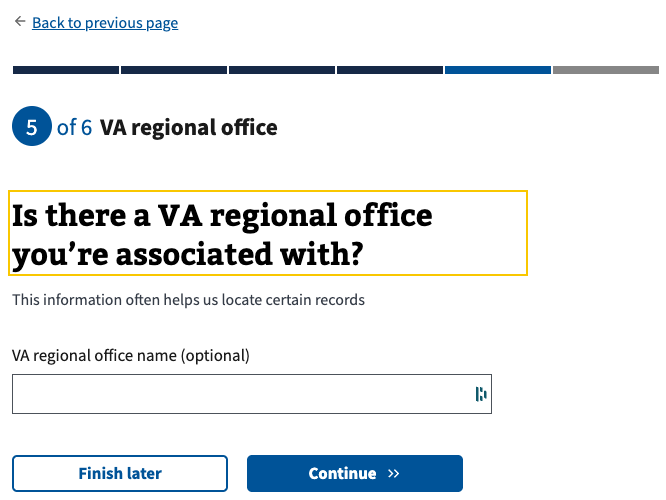 Back to previous page
5 of 6 VA regional office
Is there a VA regional office
you’re associated with?
This information often helps us locate certain records
VA regional office name (optional)
Finish later
Continue